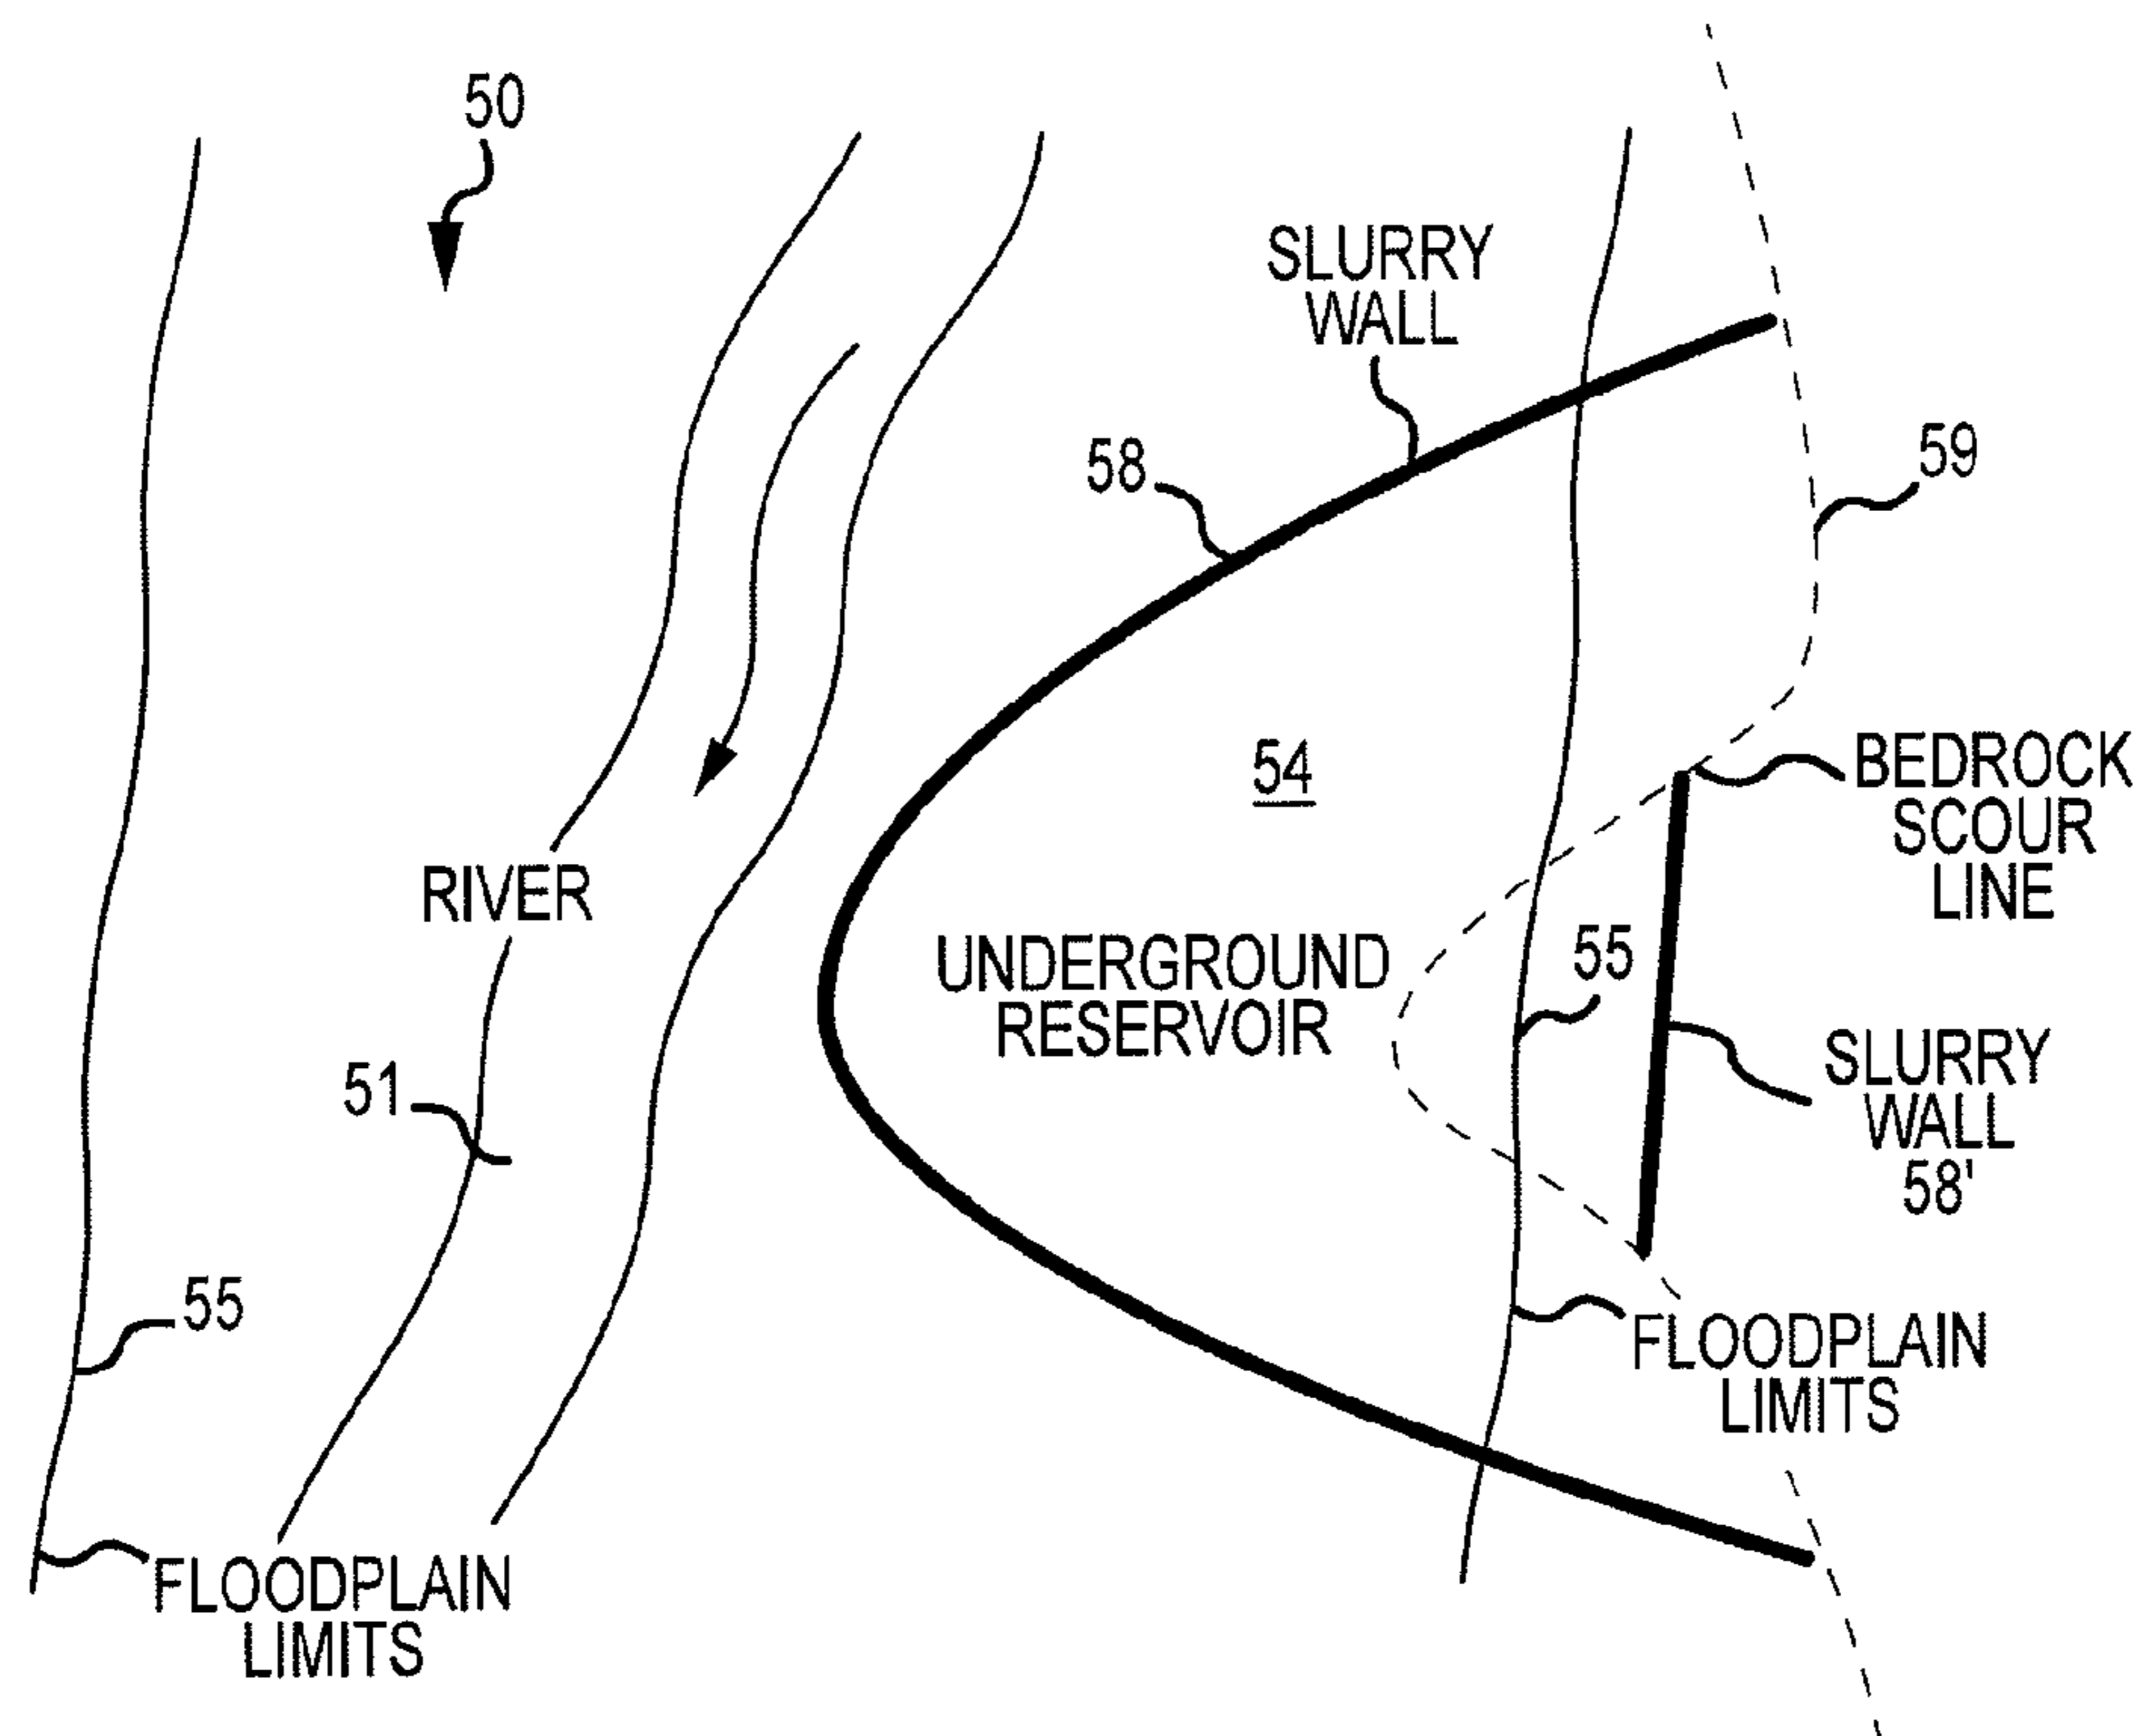 50
SLURRY
WALL
58
59
54
BEDROCK
SCOUR
LINE
RIVER
UNDERGROUND
RESERVOIR
55
SLURRY
WALL
58'
51
55
FLOODPLAIN
LIMITS
FLOODPLAIN
LIMITS